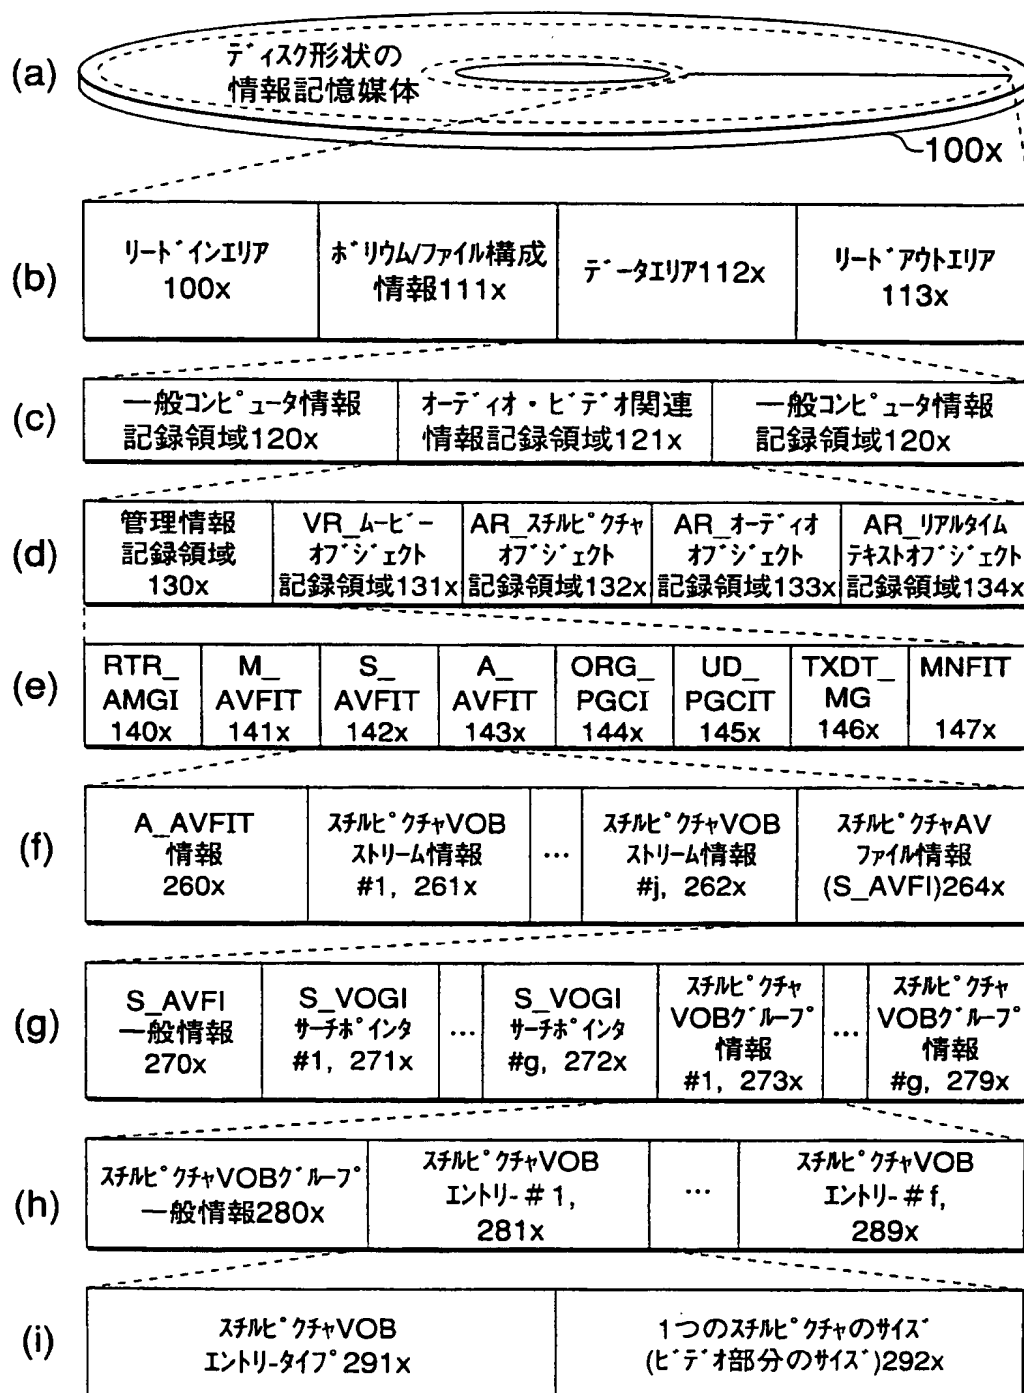 (a)
ディスク形状の
情報記憶媒体
100x
(b)
リードインエリア
100x
ボリウム/ファイル構成
情報111x
データエリア112x
リードアウトエリア
113x
(c)
一般コンピュータ情報
記録領域120x
オーディオ・ビデオ関連
情報記録領域121x
一般コンピュータ情報
記録領域120x
(d)
管理情報
記録領域
130x
VR_ムービー
オブジェクト
記録領域131x
AR_スチルピクチャ
オブジェクト
記録領域132x
AR_オーディオ
オブジェクト
記録領域133x
AR_リアルタイム
テキストオブジェクト
記録領域134x
(e)
RTR_
AMGI
140x
M_
AVFIT
141x
S_
AVFIT
142x
A_
AVFIT
143x
ORG_
PGCI
144x
UD_
PGCIT
145x
TXDT_
MG
146x
MNFIT
147x
(f)
A_AVFIT
情報
260x
スチルピクチャVOB
ストリーム情報
#1, 261x
...
スチルピクチャVOB
ストリーム情報
#j, 262x
スチルピクチャAV
ファイル情報
(S_AVFI)264x
(g)
S_AVFI
一般情報
270x
S_VOGI
サーチポインタ
#1, 271x
...
S_VOGI
サーチポインタ
#g, 272x
スチルピクチャ
VOBグループ
情報
#1, 273x
...
スチルピクチャ
VOBグループ
情報
#g, 279x
(h)
スチルピクチャVOBグループ
一般情報280x
スチルピクチャVOB
エントリー#1,
281x
...
スチルピクチャVOB
エントリー#f,
289x
(i)
スチルピクチャVOB
エントリータイプ291x
1つのスチルピクチャのサイズ
(ビデオ部分のサイズ)292x